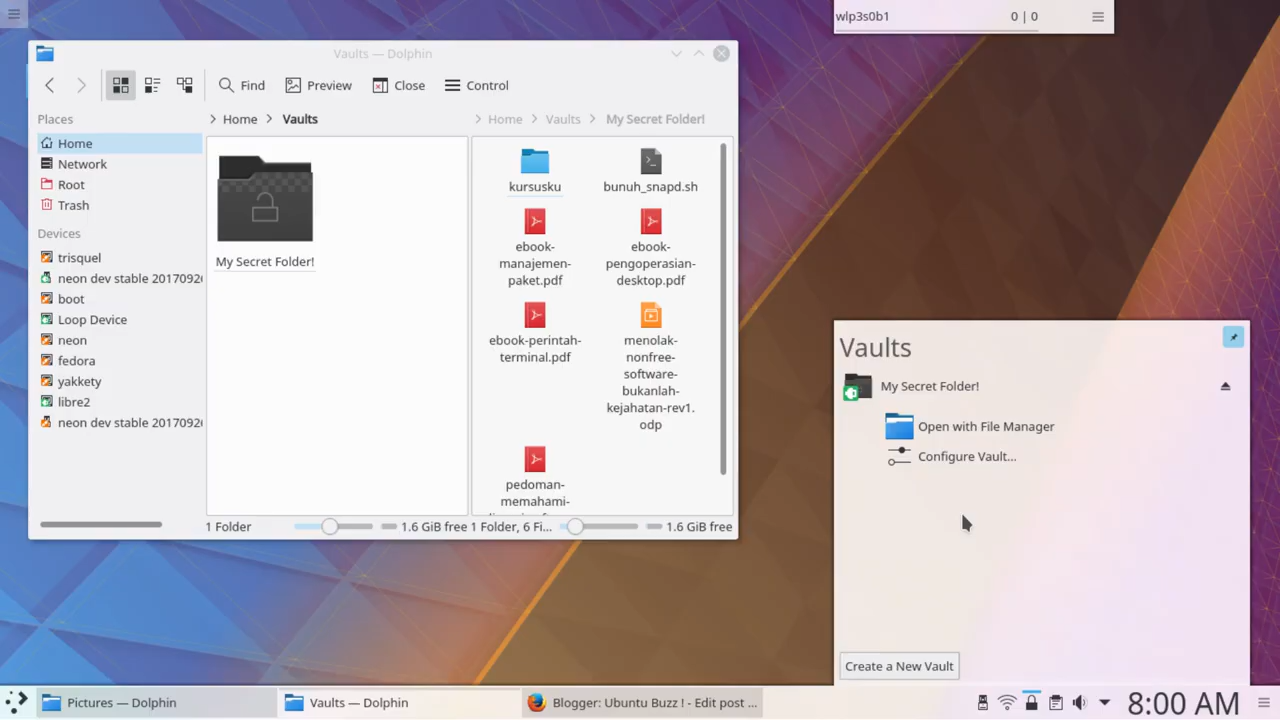 wlp3s0b1 0 | 0
Vaults — Dolphin
Find Preview Close Control
Places
Home
Network
Root
Trash
Devices
trisquel
neon dev stable 2017092
boot
Loop Device
neon
fedora
yakkety
libre2
neon dev stable 2017092
Home Vaults
My Secret Folder!
1 Folder 1.6 GiB free
Home Vaults My Secret Folder!
kursusku
bunuh_snapd.sh
ebook-
manajemen-
paket.pdf
ebook-
pengoperasian-
desktop.pdf
ebook-perintah-
terminal.pdf
menolak-
nonfree-
software-
bukanlah-
kejahatan-rev1.
odp
pedoman-
memahami-
1 Folder, 6 Fi... 1.6 GiB free
Vaults
My Secret Folder!
Open with File Manager
Configure Vault...
Create a New Vault
Pictures — Dolphin
Vaults — Dolphin
Blogger: Ubuntu Buzz ! - Edit post ...
8:00 AM